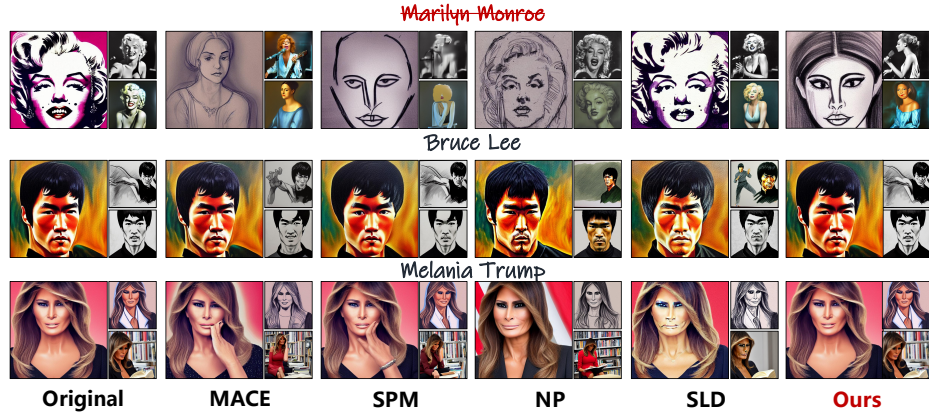 Marilyn Monroe
Bruce Lee
Melania Trump
Original MACE SPM NP SLD Ours